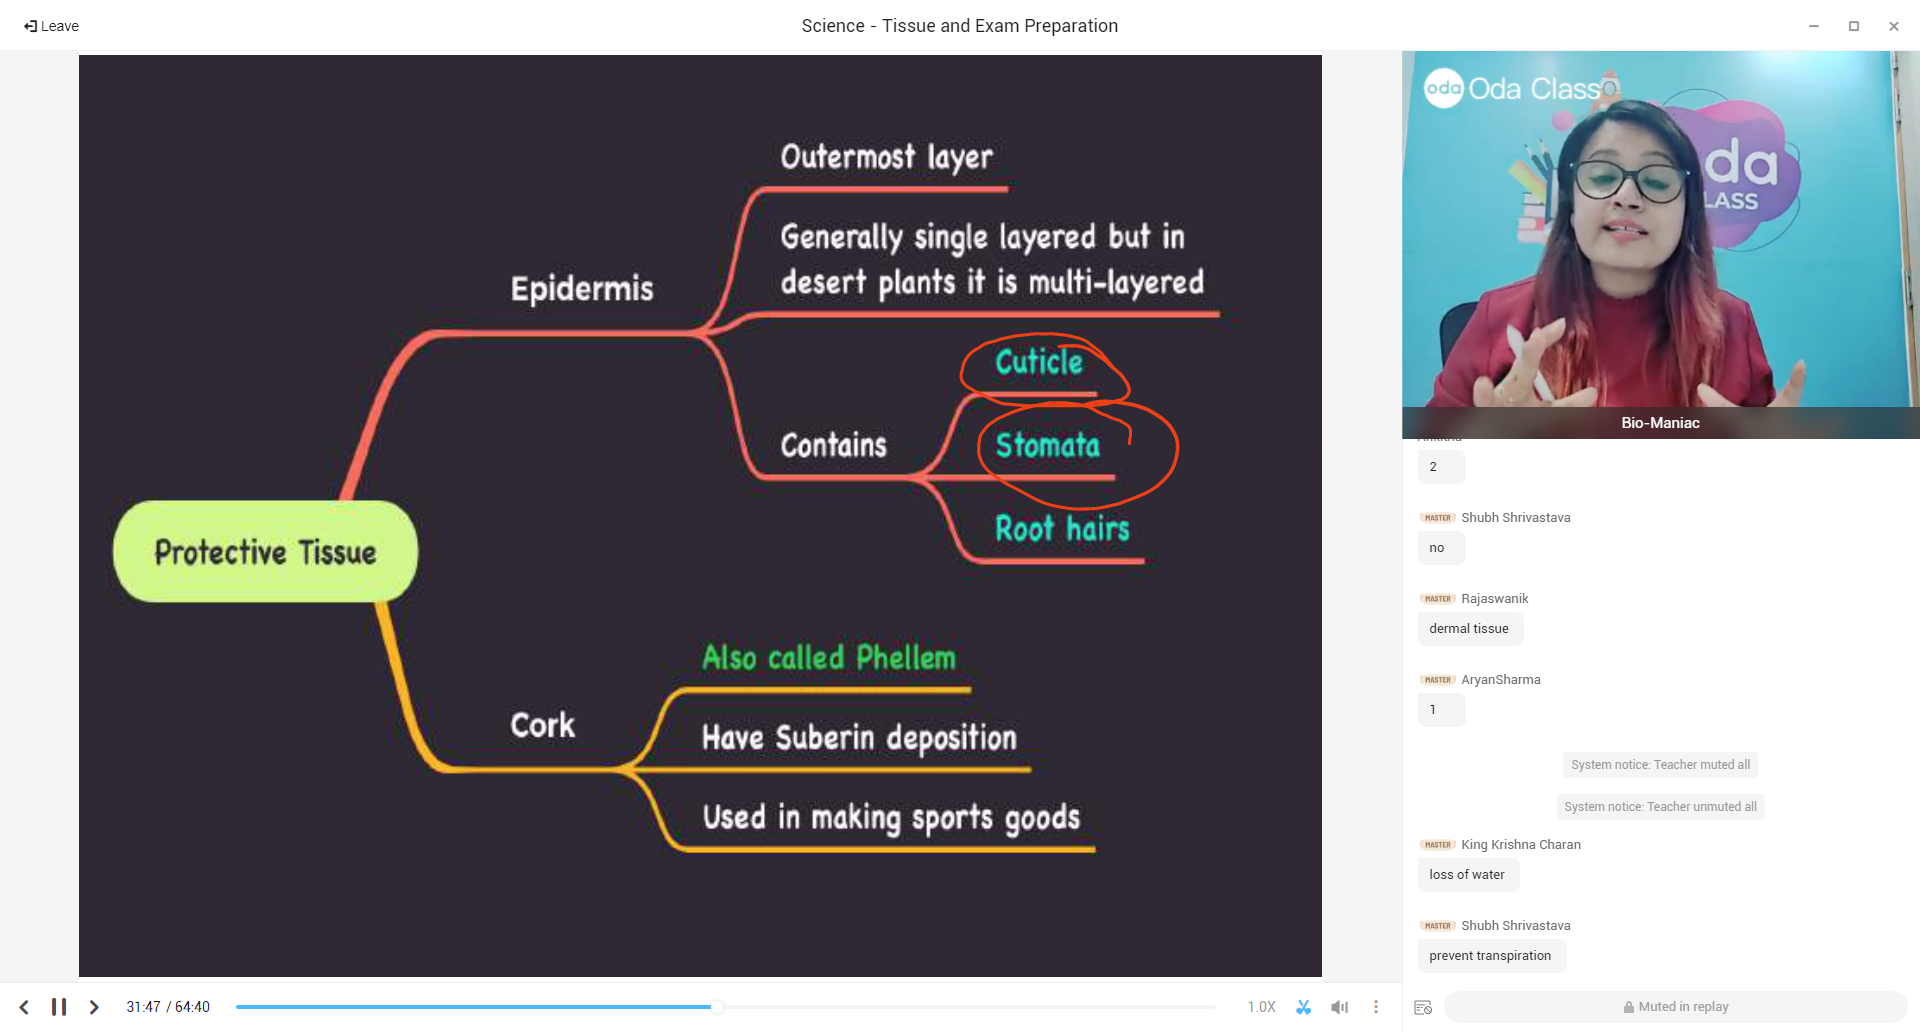 Leave
Science - Tissue and Exam Preparation
Outermost layer
Generally single layered but in
desert plants it is multi-layered
Epidermis
Cuticle
Contains
Stomata
Root hairs
Protective Tissue
Also called Phellem
Cork
Have Suberin deposition
Used in making sports goods
oda Oda Class
da
LASS
Bio-Maniac
2
MASTER Shubh Shrivastava
no
MASTER Rajaswanik
dermal tissue
MASTER AryanSharma
1
System notice: Teacher muted all
System notice: Teacher unmuted all
MASTER King Krishna Charan
loss of water
MASTER Shubh Shrivastava
prevent transpiration
31:47 / 64:40
1.0X
Muted in replay